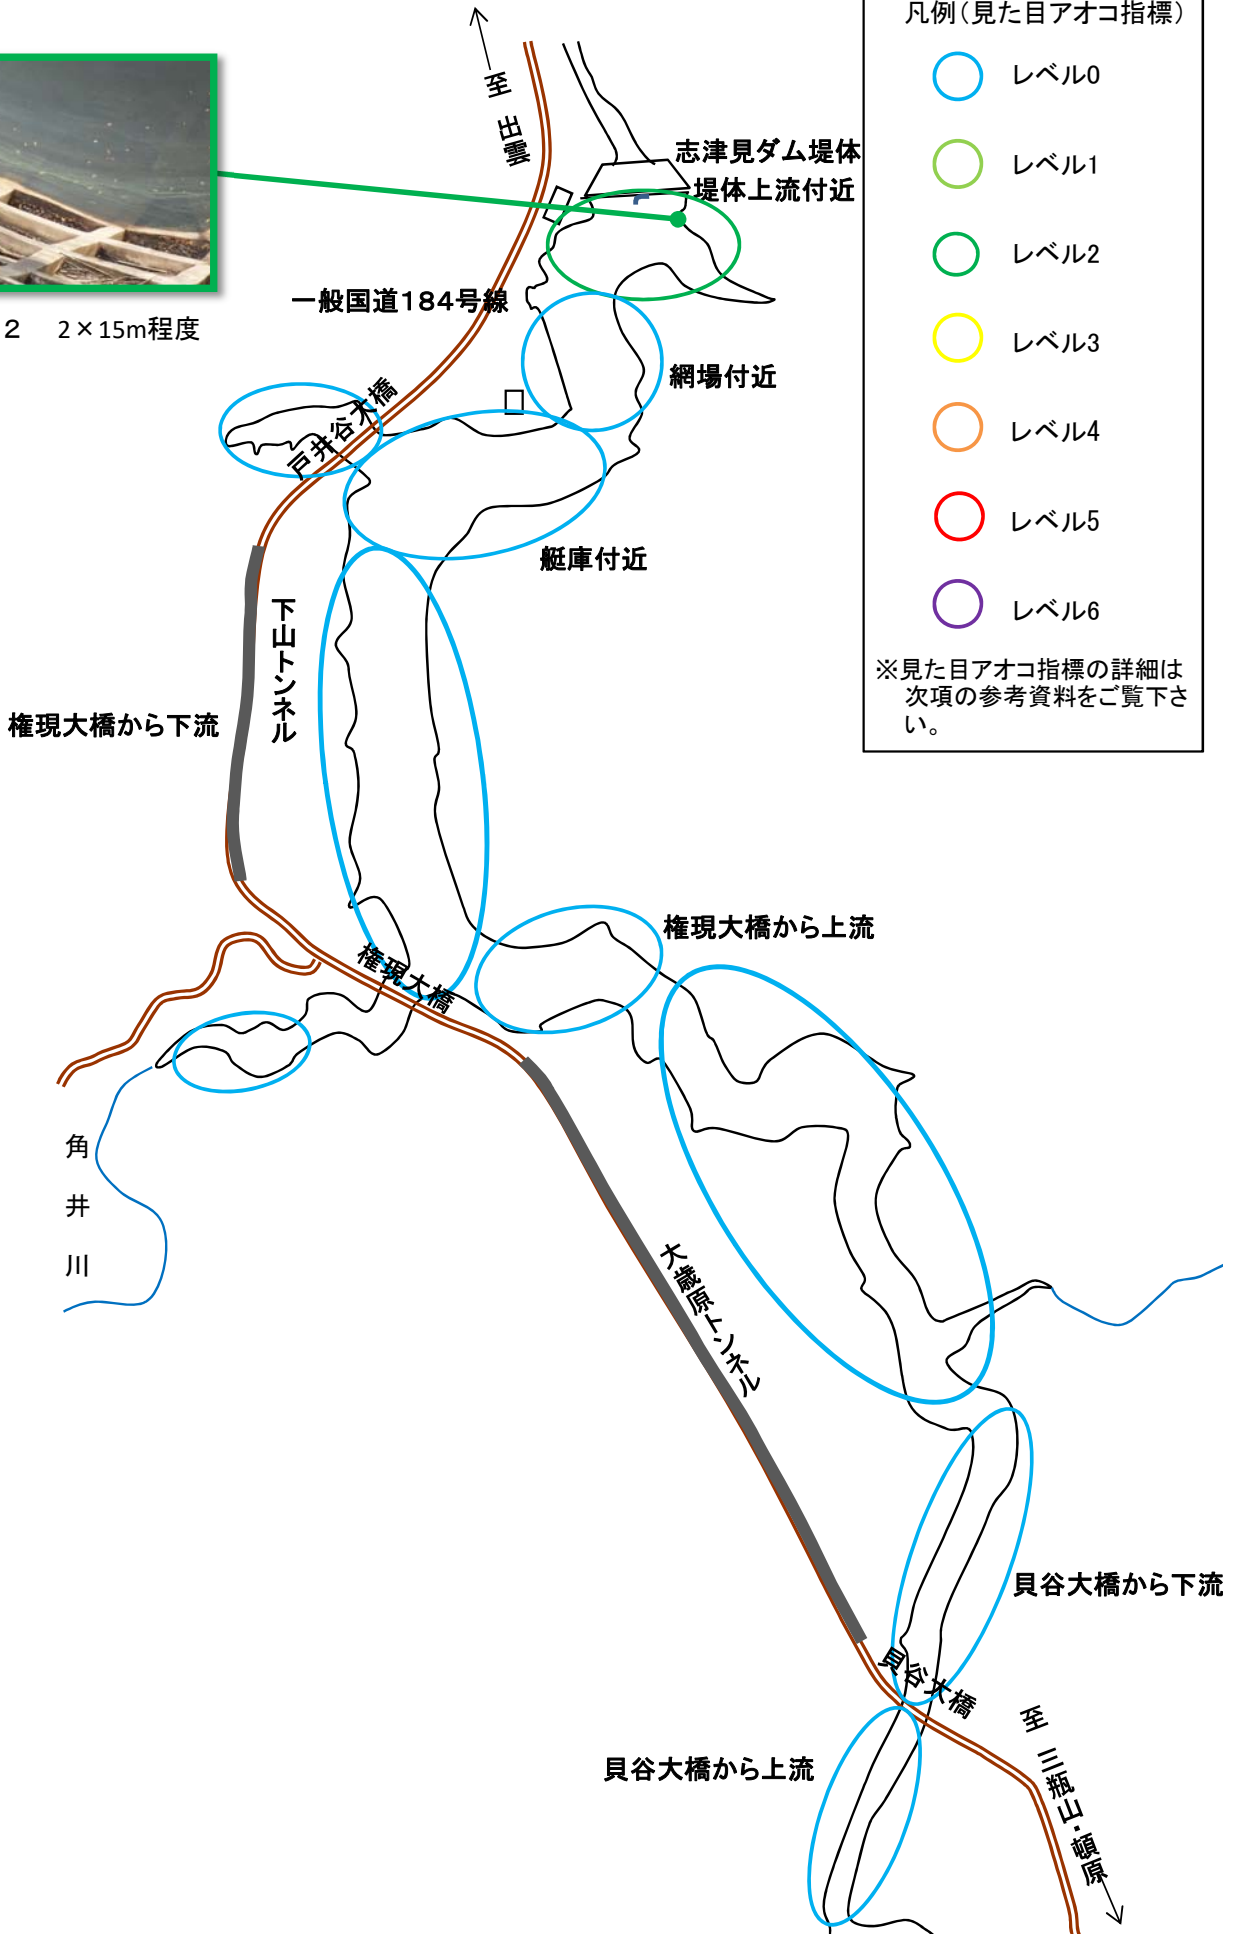 凡例（見た目アオコ指標）
レベル0
レベル1
レベル2
レベル3
レベル4
レベル5
レベル6
※見た目アオコ指標の詳細は
次項の参考資料をご覧下さ
い。
至 出雲
志津見ダム堤体
堤体上流付近
一般国道184号線
2 2×15m程度
網場付近
戸井谷大橋
艇庫付近
下山トンネル
権現大橋から下流
権現大橋から上流
権現大橋
角井川
大歳原トンネル
貝谷大橋から下流
貝谷大橋
至 三瓶山・頓原
貝谷大橋から上流